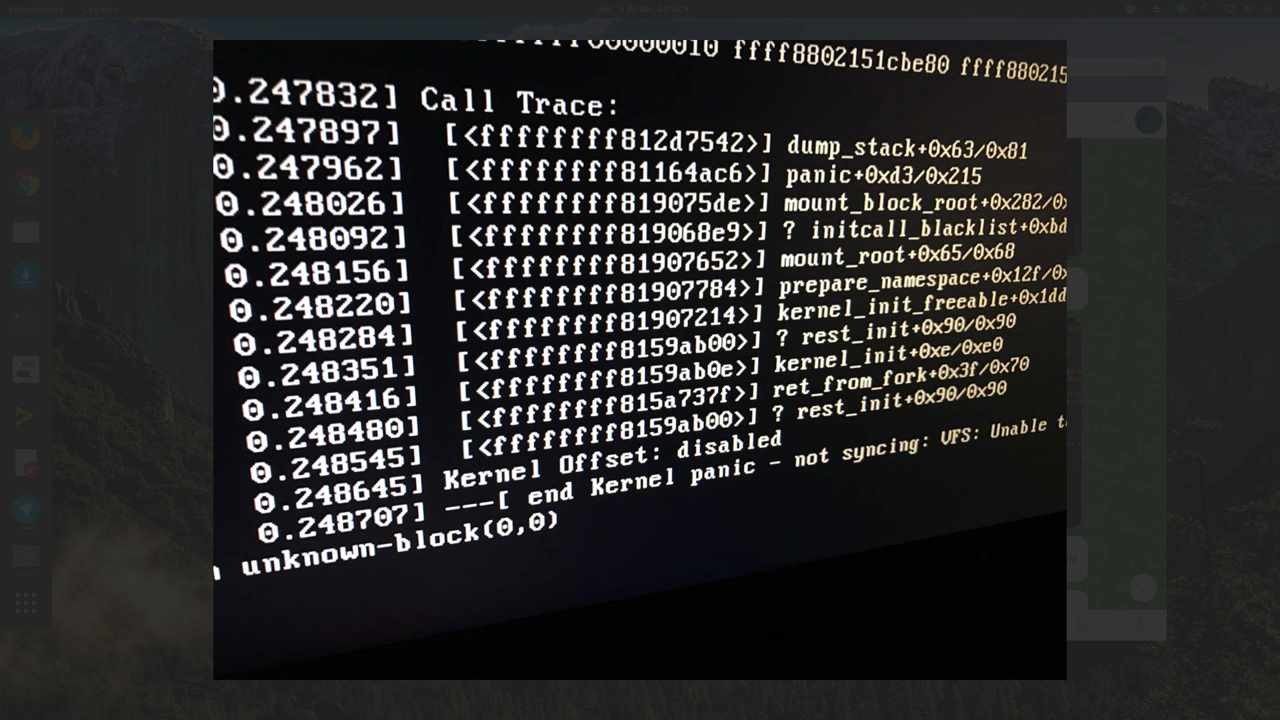 Aplicaciones Lugares
00000010 ffff8802151cbe80 ffff880215
0.247832] Call Trace:
0.247897] [<ffffffff812d7542>] dump_stack+0x63/0x81
0.247962] [<ffffffff81164ac6>] panic+0xd3/0x215
0.248026] [<ffffffff819075de>] mount_block_root+0x282/0x
0.248092] [<ffffffff819068e9>] ? initcall_blacklist+0xbd
0.248156] [<ffffffff81907652>] mount_root+0x65/0x68
0.248220] [<ffffffff81907784>] prepare_namespace+0x12f/0x
0.248284] [<ffffffff81907214>] kernel_init_freeable+0x1dd
0.248351] [<ffffffff8159ab00>] ? rest_init+0x90/0x90
0.248416] [<ffffffff8159ab0e>] kernel_init+0xe/0xe0
0.248480] [<ffffffff815a737f>] ret_from_fork+0x3f/0x70
0.248545] [<ffffffff8159ab00>] ? rest_init+0x90/0x90
0.248645] Kernel Offset: disabled
0.248707] ---[ end Kernel panic - not syncing: VFS: Unable t
unknown-block(0,0)